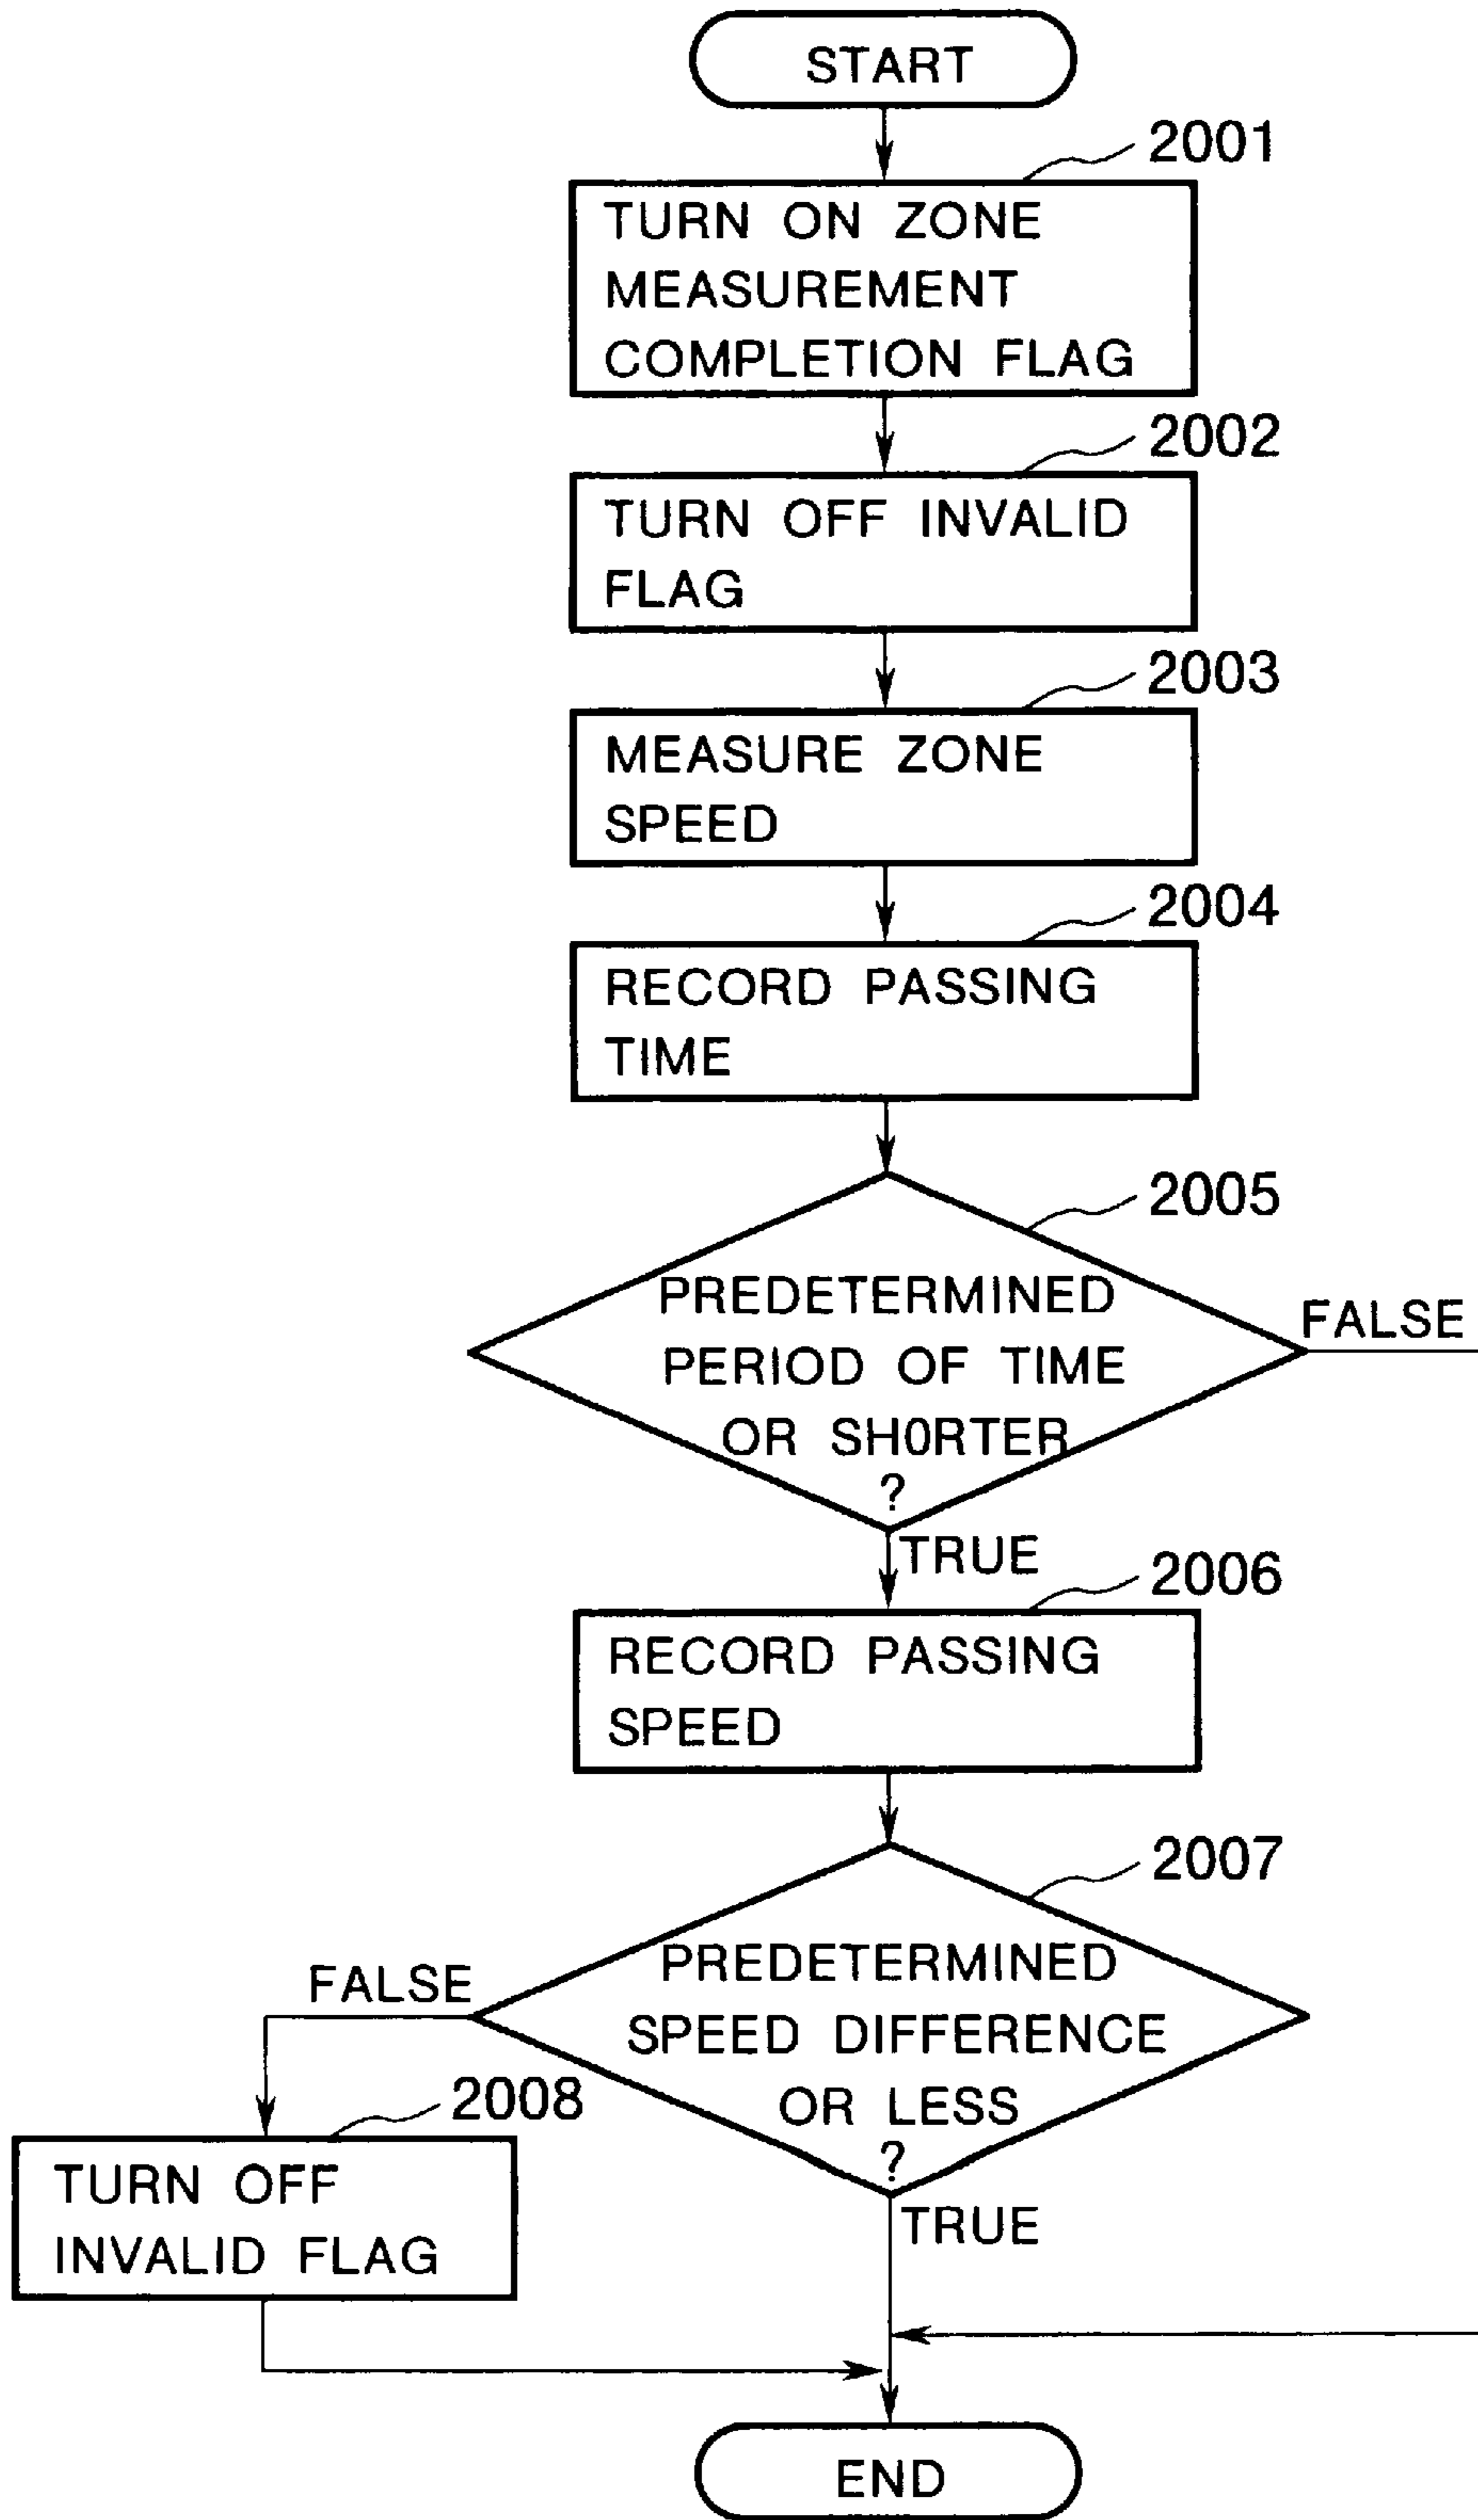 START
2001
TURN ON ZONE
MEASUREMENT
COMPLETION FLAG
2002
TURN OFF INVALID
FLAG
2003
MEASURE ZONE
SPEED
2004
RECORD PASSING
TIME
2005
PREDETERMINED
PERIOD OF TIME
OR SHORTER
?
FALSE
TRUE
2006
RECORD PASSING
SPEED
2007
PREDETERMINED
SPEED DIFFERENCE
OR LESS
?
FALSE
TRUE
2008
TURN OFF
INVALID FLAG
END